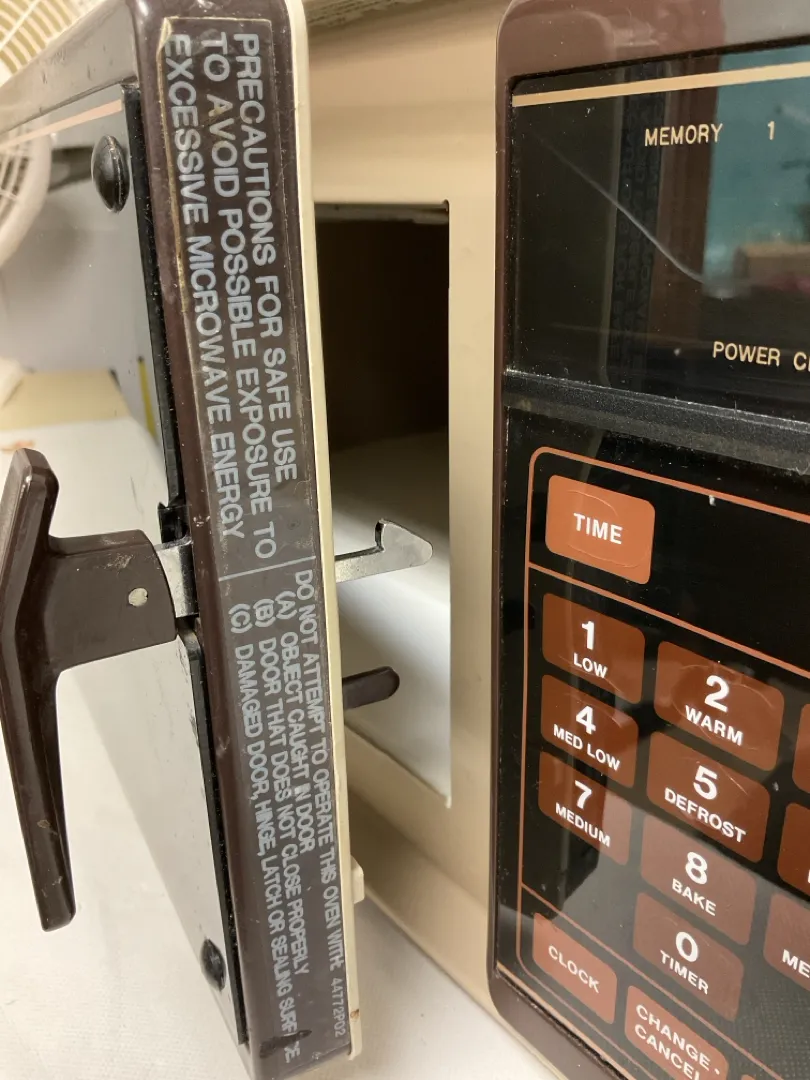 PRECAUTIONS FOR SAFE USE
TO AVOID POSSIBLE EXPOSURE TO
EXCESSIVE MICROWAVE ENERGY
DO NOT ATTEMPT TO OPERATE THIS OVEN WITH:
(A) OBJECT CAUGHT IN DOOR
(B) DOOR THAT DOES NOT CLOSE PROPERLY
(C) DAMAGED DOOR, HINGE, LATCH OR SEALING SURFACE
44772P02
MEMORY 1
POWER
TIME
1
LOW
2
WARM
4
MED LOW
5
DEFROST
7
MEDIUM
8
BAKE
0
TIMER
CLOCK
CHANGE·
CANCEL